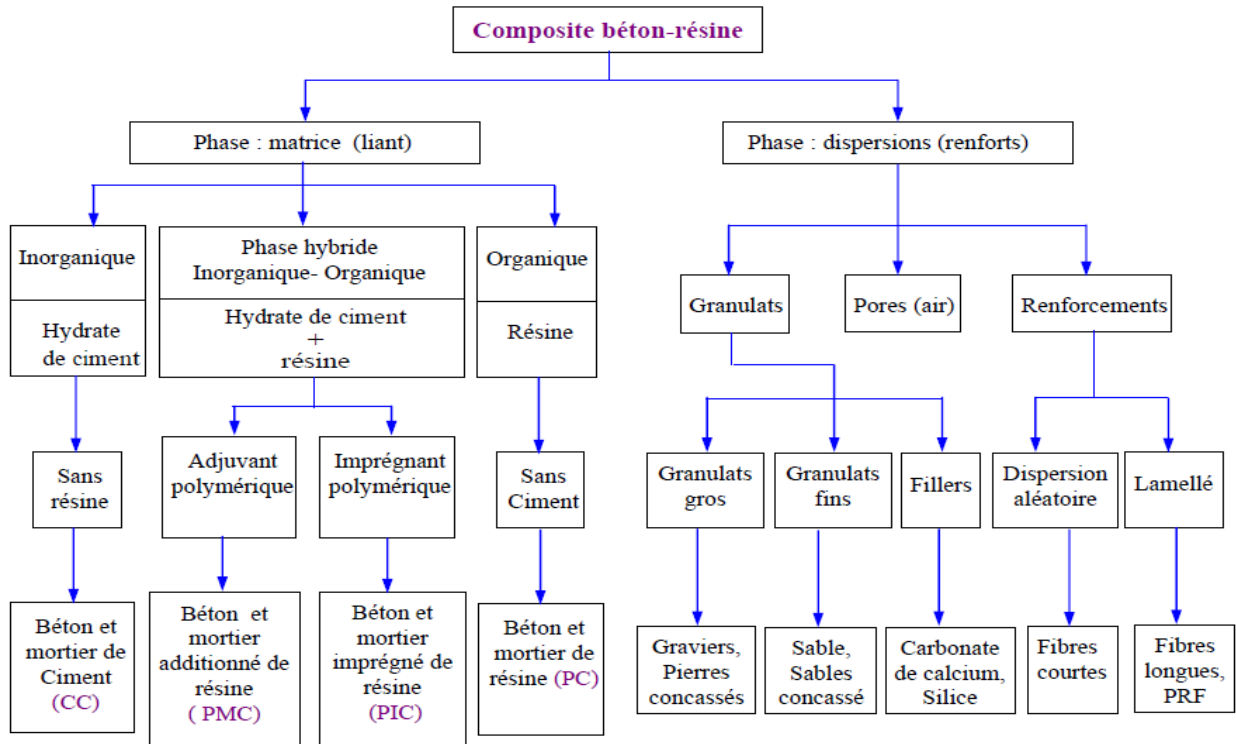 Composite béton-résine
Phase : matrice (liant)
Phase : dispersions (renforts)
Inorganique
Phase hybride
Inorganique- Organique
Organique
Granulats
Pores (air)
Renforcements
Hydrate
de ciment
Hydrate de ciment
+
résine
Résine
Sans
résine
Adjuvant
polymérique
Imprégnant
polymérique
Sans
Ciment
Granulats
gros
Granulats
fins
Fillers
Dispersion
aléatoire
Lamellé
Béton et
mortier de
Ciment
(CC)
Béton et
mortier
additionné de
résine
( PMC)
Béton et
mortier
imprégné de
résine
(PIC)
Béton et
mortier de
résine (PC)
Graviers,
Pierres
concassés
Sable,
Sables
concassé
Carbonate
de calcium,
Silice
Fibres
courtes
Fibres
longues,
PRF